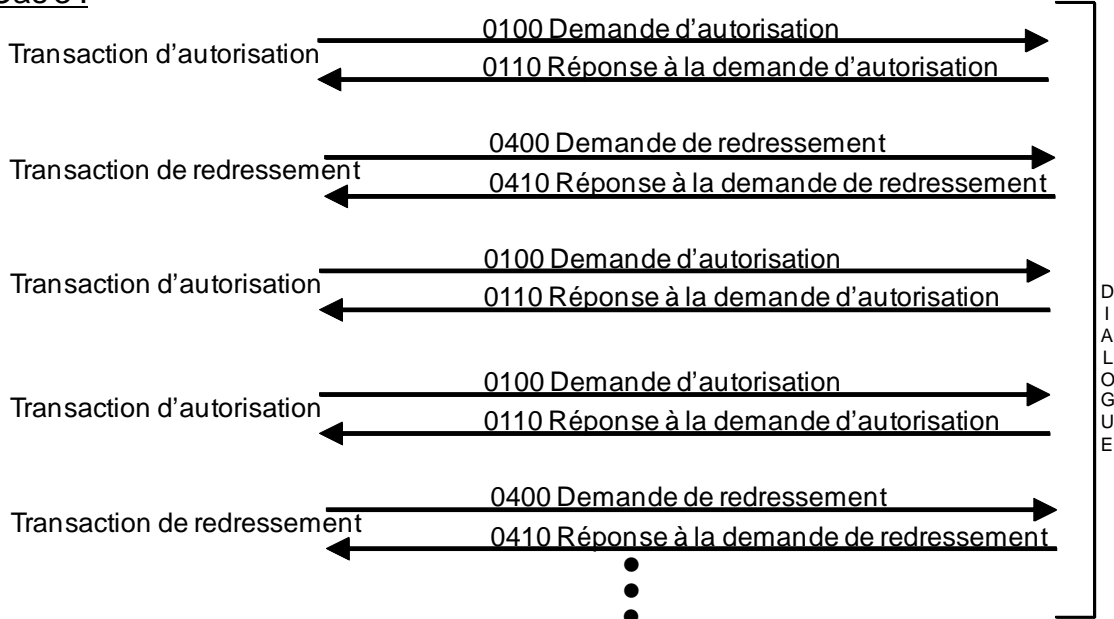 Transaction d'autorisation
0100 Demande d'autorisation
0110 Réponse à la demande d'autorisation
Transaction de redressement
0400 Demande de redressement
0410 Réponse à la demande de redressement
Transaction d'autorisation
0100 Demande d'autorisation
0110 Réponse à la demande d'autorisation
Transaction d'autorisation
0100 Demande d'autorisation
0110 Réponse à la demande d'autorisation
Transaction de redressement
0400 Demande de redressement
0410 Réponse à la demande de redressement
DIALOGUE